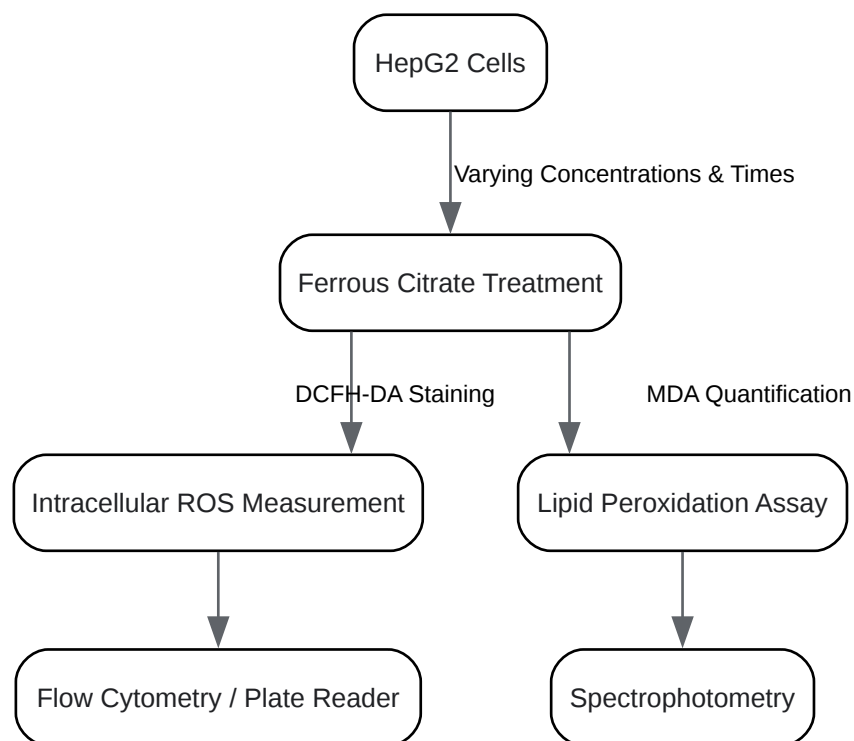 HepG2 Cells
Varying Concentrations & Times
Ferrous Citrate Treatment
DCFH-DA Staining
MDA Quantification
Intracellular ROS Measurement
Lipid Peroxidation Assay
Flow Cytometry / Plate Reader
Spectrophotometry